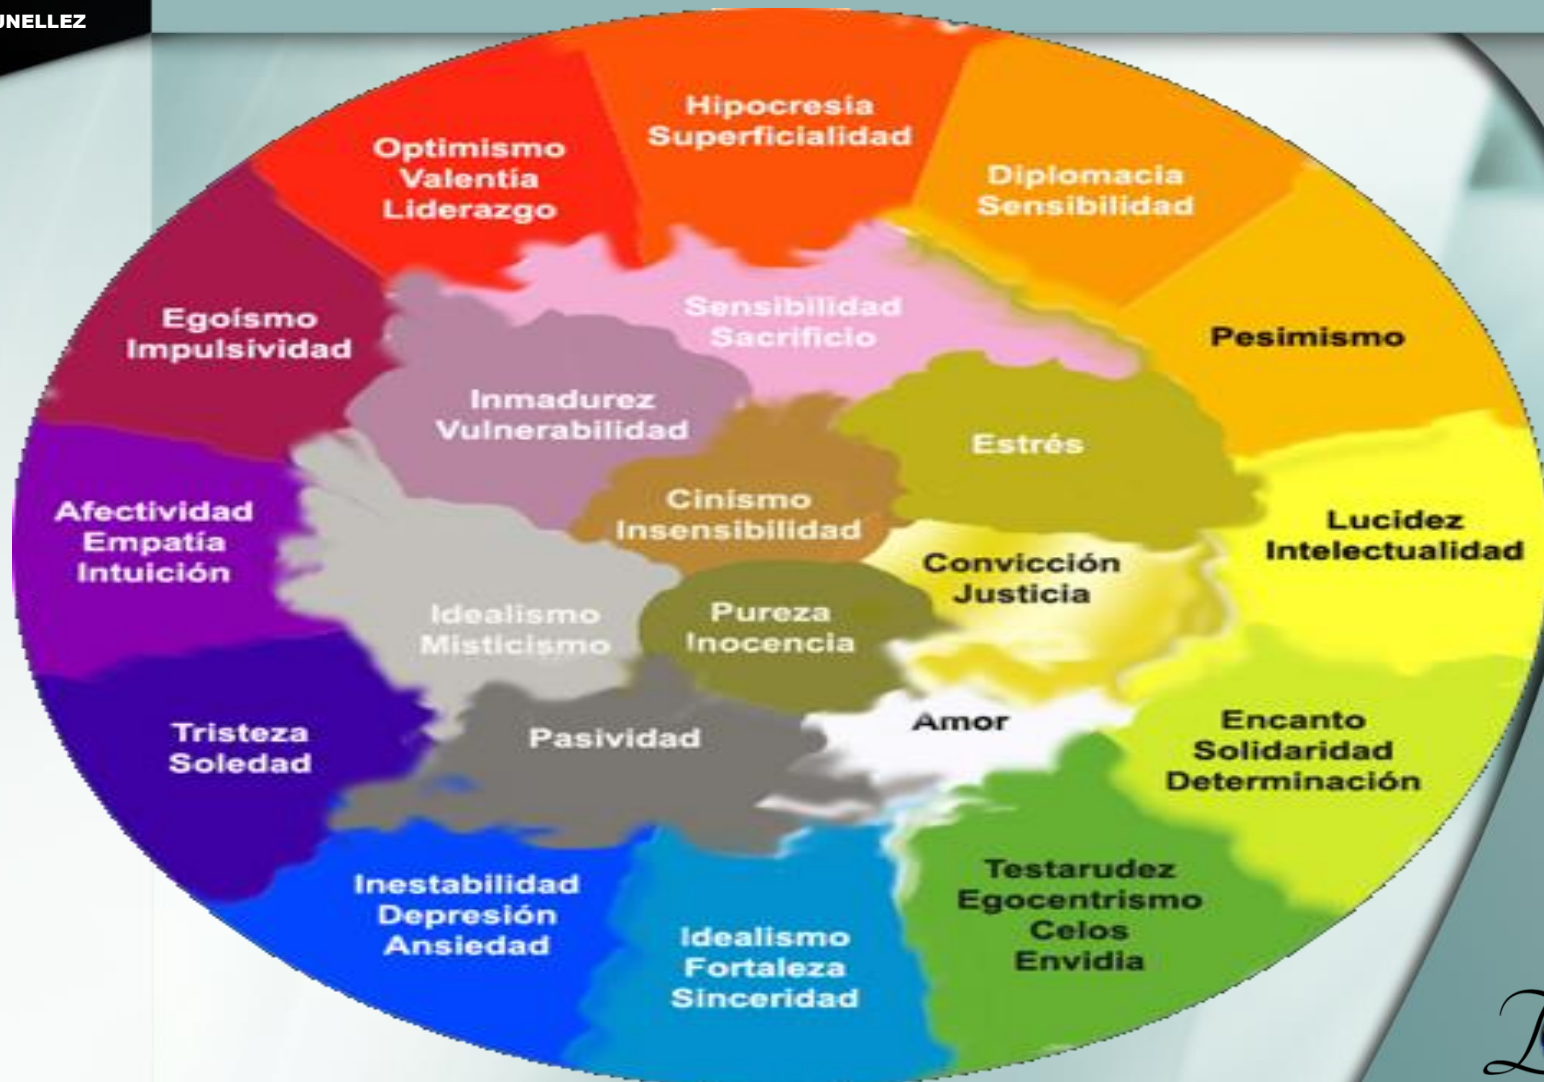 UNELLEZ
Hipocresía
Superficialidad
Optimismo
Valentía
Liderazgo
Diplomacia
Sensibilidad
Egoísmo
Impulsividad
Sensibilidad
Sacrificio
Pesimismo
Inmadurez
Vulnerabilidad
Estrés
Cinismo
Insensibilidad
Afectividad
Empatía
Intuición
Lucidez
Intelectualidad
Convicción
Justicia
Idealismo
Misticismo
Pureza
Inocencia
Tristeza
Soledad
Pasividad
Amor
Encanto
Solidaridad
Determinación
Inestabilidad
Depresión
Ansiedad
Idealismo
Fortaleza
Sinceridad
Testarudez
Egocentrismo
Celos
Envidia